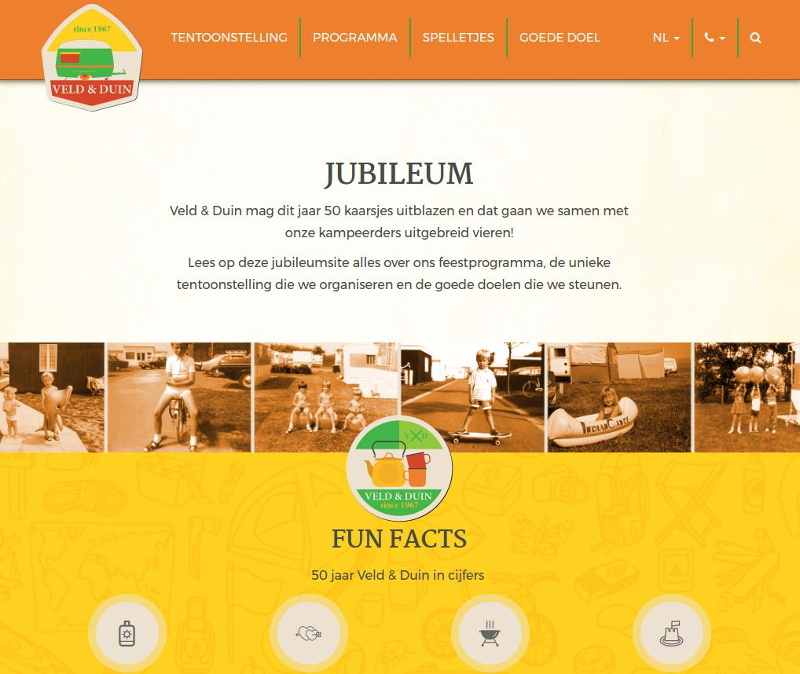 since 1967
VELD & DUIN
TENTOONSTELLING
PROGRAMMA
SPELLETJES
GOEDE DOEL
NL
JUBILEUM
Veld & Duin mag dit jaar 50 kaarsjes uitblazen en dat gaan we samen met
onze kampeerders uitgebreid vieren!
Lees op deze jubileumsite alles over ons feestprogramma, de unieke
tentoonstelling die we organiseren en de goede doelen die we steunen.
V D
VELD & DUIN
since 1967
FUN FACTS
50 jaar Veld & Duin in cijfers